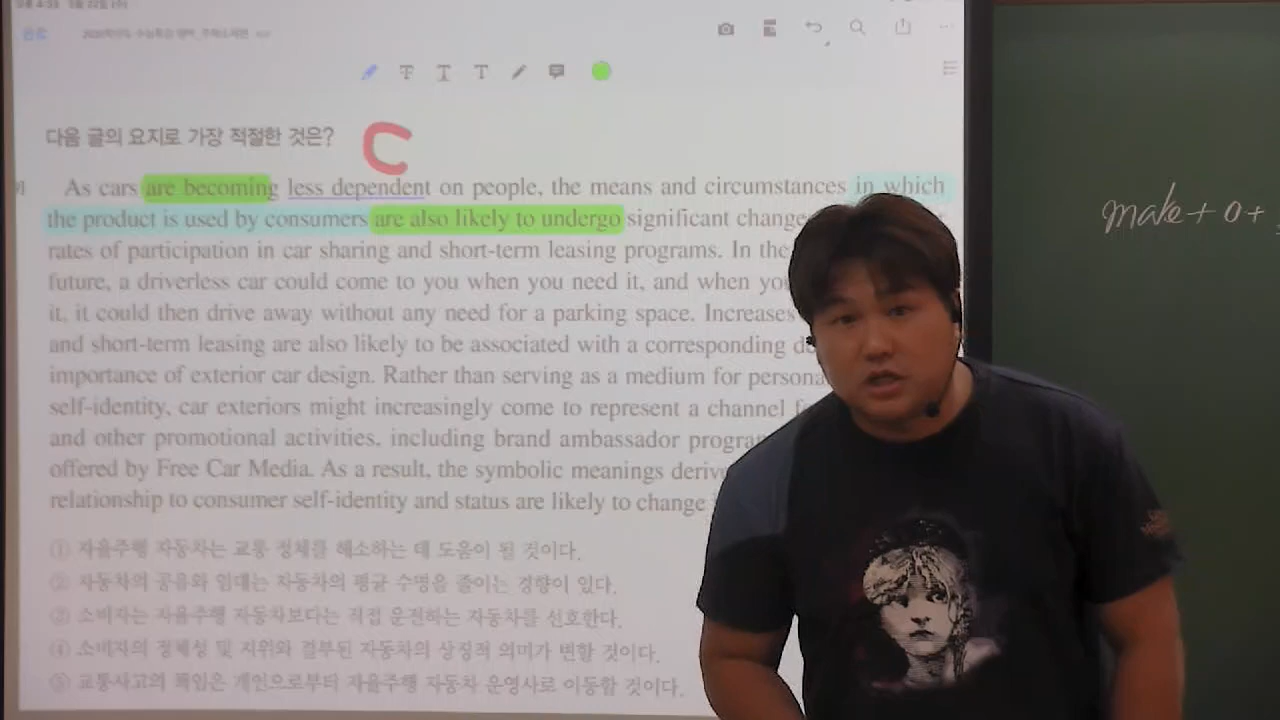 완료
다음 글의 요지로 가장 적절한 것은?
C
As cars are becoming less dependent on people, the means and circumstances in which
the product is used by consumers are also likely to undergo significant change
rates of participation in car sharing and short-term leasing programs. In the
future, a driverless car could come to you when you need it, and when you
it, it could then drive away without any need for a parking space. Increases
and short-term leasing are also likely to be associated with a corresponding
importance of exterior car design. Rather than serving as a medium for persona
self-identity, car exteriors might increasingly come to represent a channel
and other promotional activities, including brand ambassador program
offered by Free Car Media. As a result, the symbolic meanings
relationship to consumer self-identity and status are likely to change
① 자율주행 자동차는 교통 정체를 해소하는 데 도움이 될 것이다.
② 자동차의 공유와 임대는 자동차의 평균 수명을 줄이는 경향이 있다.
③ 소비자는 자율주행 자동차보다는 직접 운전하는 자동차를 선호한다.
④ 소비자의 정체성 및 지위와 결부된 자동차의 상징적 의미가 변할 것이다.
⑤ 교통사고의 책임은 개인으로부터 자율주행 자동차 운영사로 이동할 것이다.
make + o +